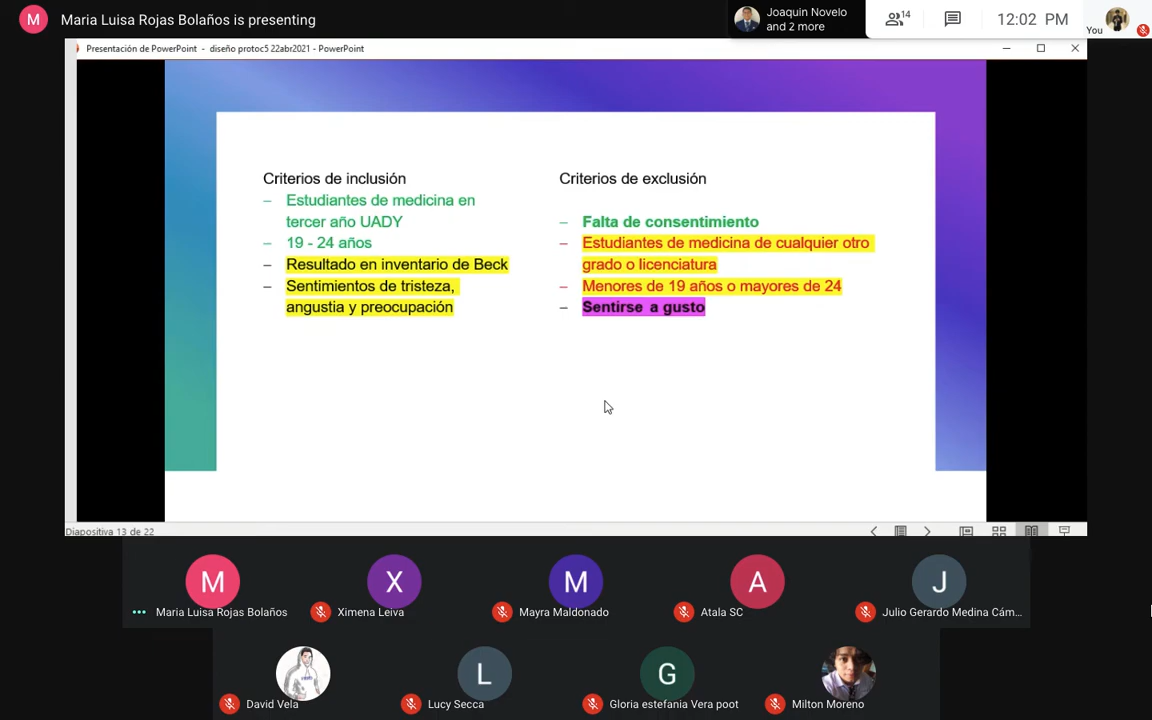 M
Maria Luisa Rojas Bolaños is presenting
Joaquin Novelo
and 2 more
14
12:02 PM
You
Presentación de PowerPoint - diseño protoc5 22abr2021 - PowerPoint
Criterios de inclusión
– Estudiantes de medicina en
tercer año UADY
– 19 - 24 años
– Resultado en inventario de Beck
– Sentimientos de tristeza,
angustia y preocupación
Criterios de exclusión
– Falta de consentimiento
– Estudiantes de medicina de cualquier otro
grado o licenciatura
– Menores de 19 años o mayores de 24
– Sentirse a gusto
Diapositiva 13 de 22
M
X
M
A
J
Maria Luisa Rojas Bolaños
Ximena Leiva
Mayra Maldonado
Atala SC
Julio Gerardo Medina Cám...
L
G
David Vela
Lucy Secca
Gloria estefania Vera poot
Milton Moreno